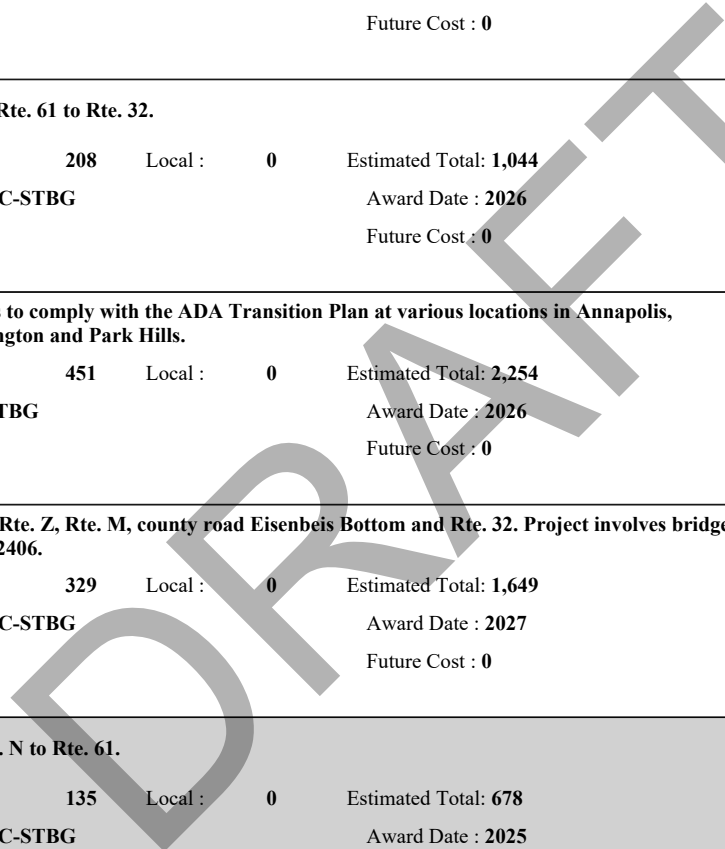 Future Cost : 0
Rte. 61 to Rte. 32.
208 Local : 0 Estimated Total: 1,044
C-STBG Award Date : 2026
Future Cost : 0
to comply with the ADA Transition Plan at various locations in Annapolis,
ngton and Park Hills.
451 Local : 0 Estimated Total: 2,254
TBG Award Date : 2026
Future Cost : 0
Rte. Z, Rte. M, county road Eisenbeis Bottom and Rte. 32. Project involves bridge
2406.
329 Local : 0 Estimated Total: 1,649
C-STBG Award Date : 2027
Future Cost : 0
. N to Rte. 61.
135 Local : 0 Estimated Total: 678
C-STBG Award Date : 2025
DRAFT